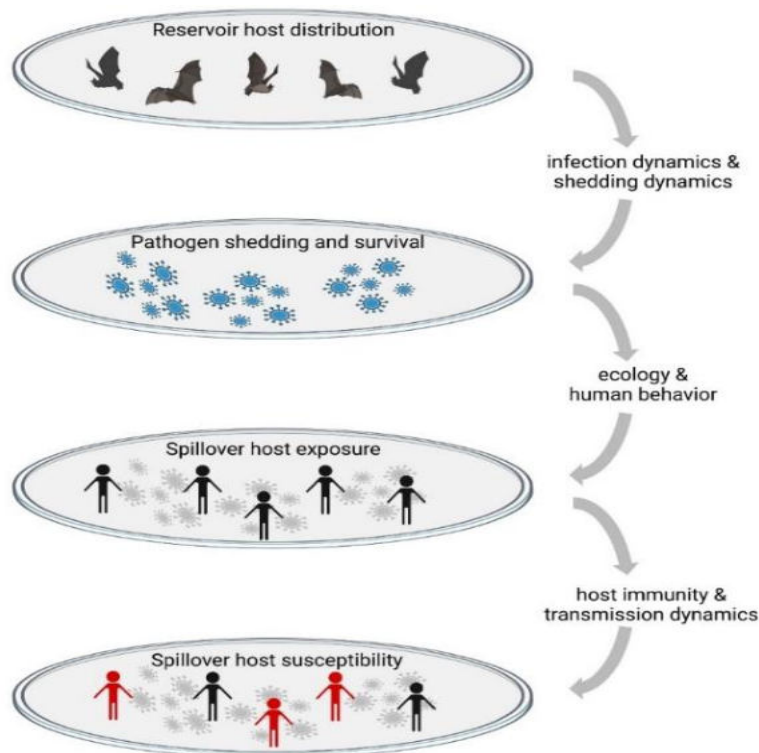 Reservoir host distribution
infection dynamics &
shedding dynamics
Pathogen shedding and survival
ecology &
human behavior
Spillover host exposure
host immunity &
transmission dynamics
Spillover host susceptibility